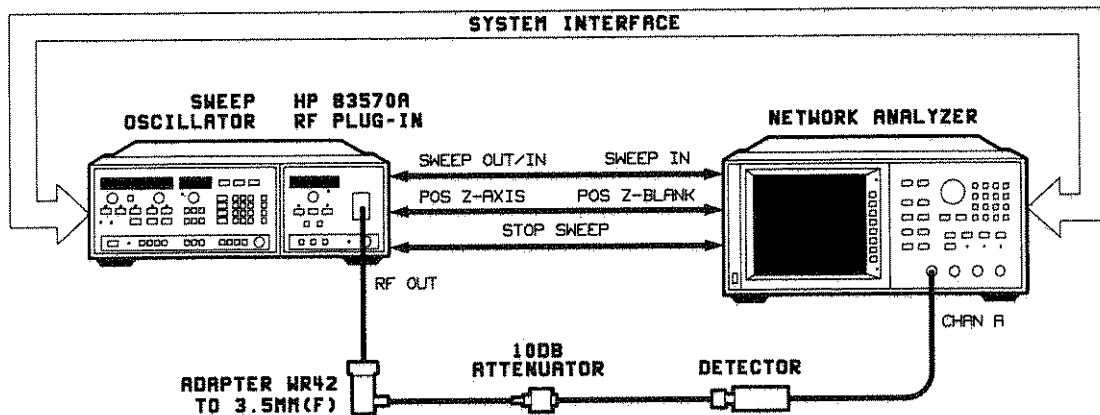 SYSTEM INTERFACE
SWEEP OSCILLATOR
HP 83570A RF PLUG-IN
NETWORK ANALYZER
SWEEP OUT/IN
SWEEP IN
POS Z-AXIS
POS Z-BLANK
STOP SWEEP
RF OUT
CHAN A
10DB
ATTENUATOR
DETECTOR
ADAPTER WR42
TO 3.5MM(F)